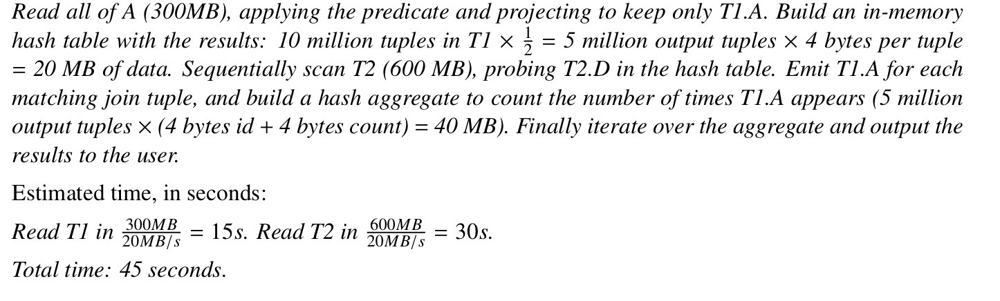 Read all of A (300MB), applying the predicate and projecting to keep only T1.A. Build an in-memory
hash table with the results: 10 million tuples in T1 × 1/2 = 5 million output tuples × 4 bytes per tuple
= 20 MB of data. Sequentially scan T2 (600 MB), probing T2.D in the hash table. Emit T1.A for each
matching join tuple, and build a hash aggregate to count the number of times T1.A appears (5 million
output tuples × (4 bytes id + 4 bytes count) = 40 MB). Finally iterate over the aggregate and output the
results to the user.
Estimated time, in seconds:
Read T1 in 300MB/20MB/s = 15s. Read T2 in 600MB/20MB/s = 30s.
Total time: 45 seconds.